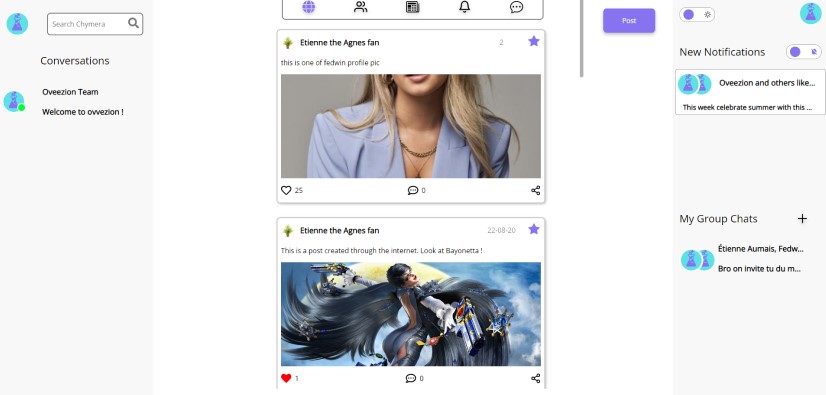 Search Chymera
Conversations
Oveezion Team
Welcome to ovvezion !
Etienne the Agnes fan
2
this is one of fedwin profile pic
25
0
Etienne the Agnes fan
22-08-20
This is a post created through the internet. Look at Bayonetta !
1
0
Post
New Notifications
Oveezion and others like...
This week celebrate summer with this ...
My Group Chats
Étienne Aumais, Fedw...
Bro on invite tu du m...